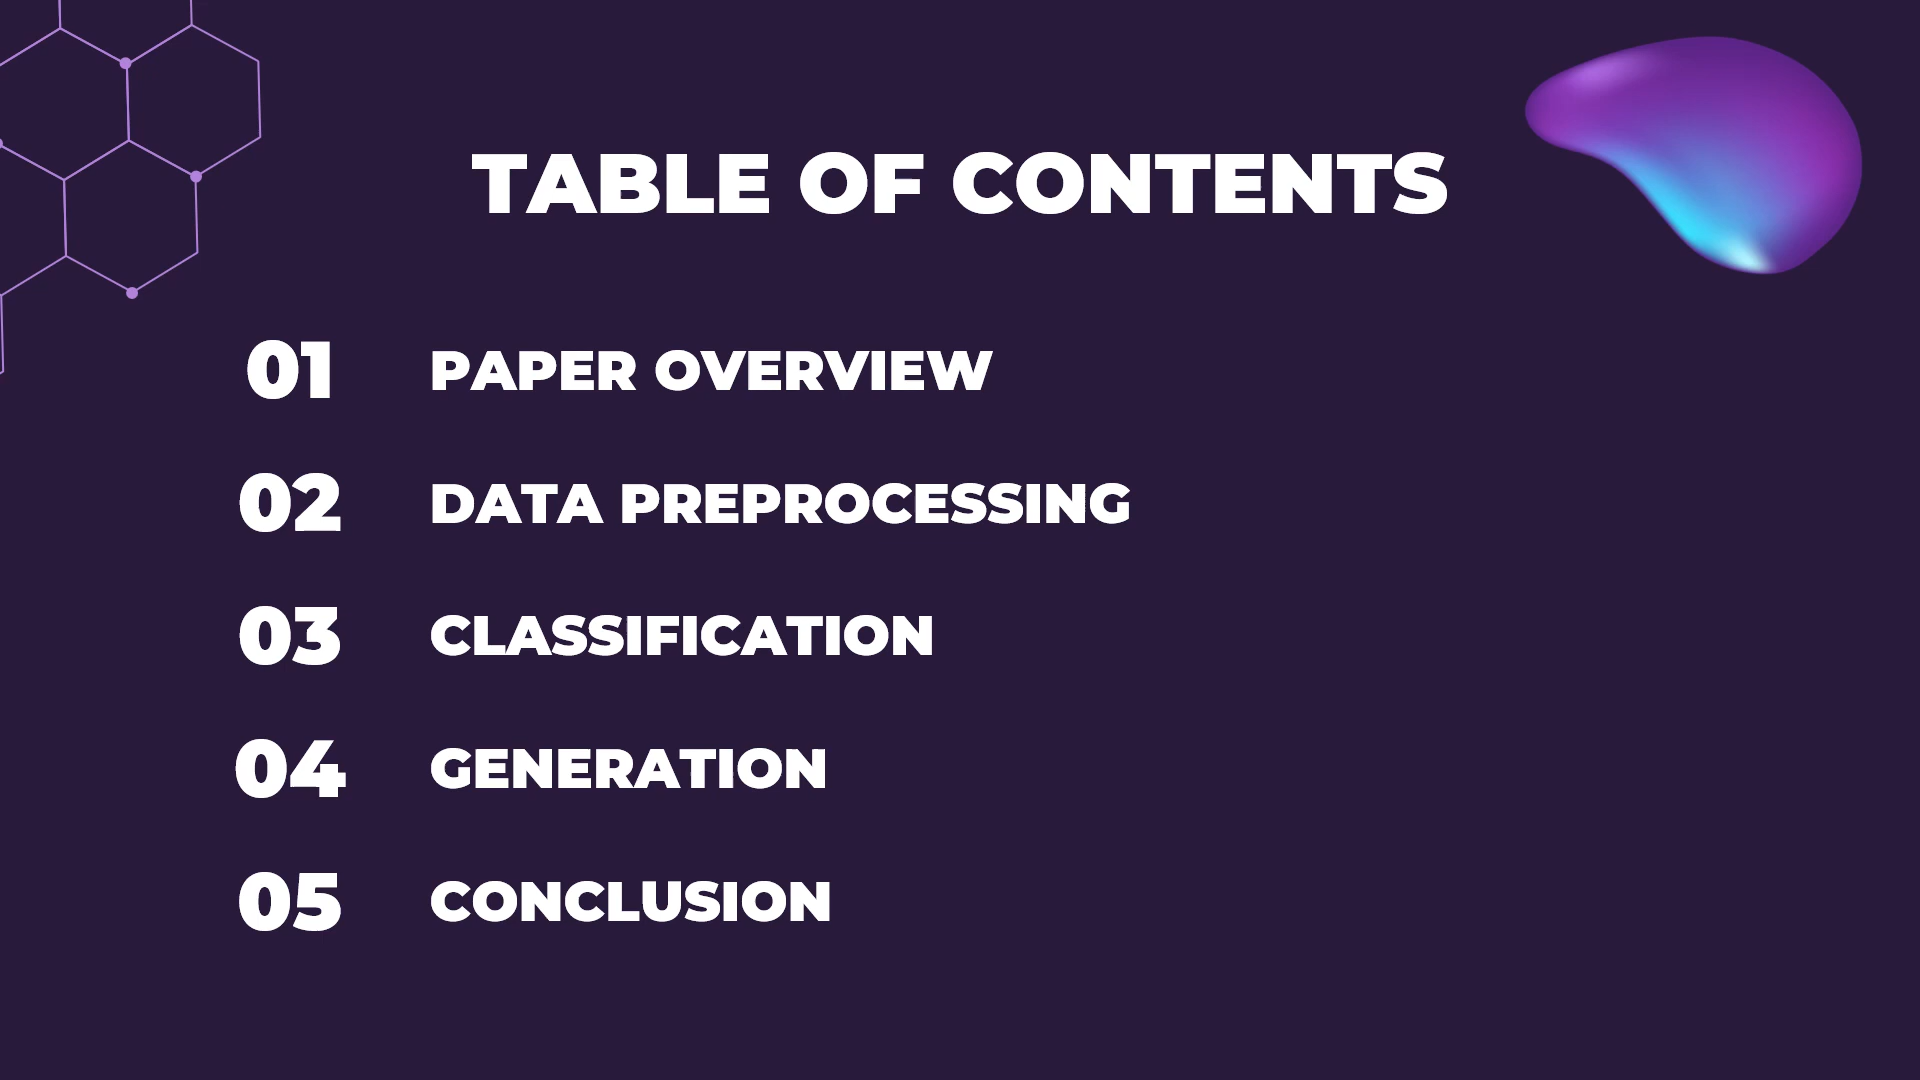 TABLE OF CONTENTS
01 PAPER OVERVIEW
02 DATA PREPROCESSING
03 CLASSIFICATION
04 GENERATION
05 CONCLUSION